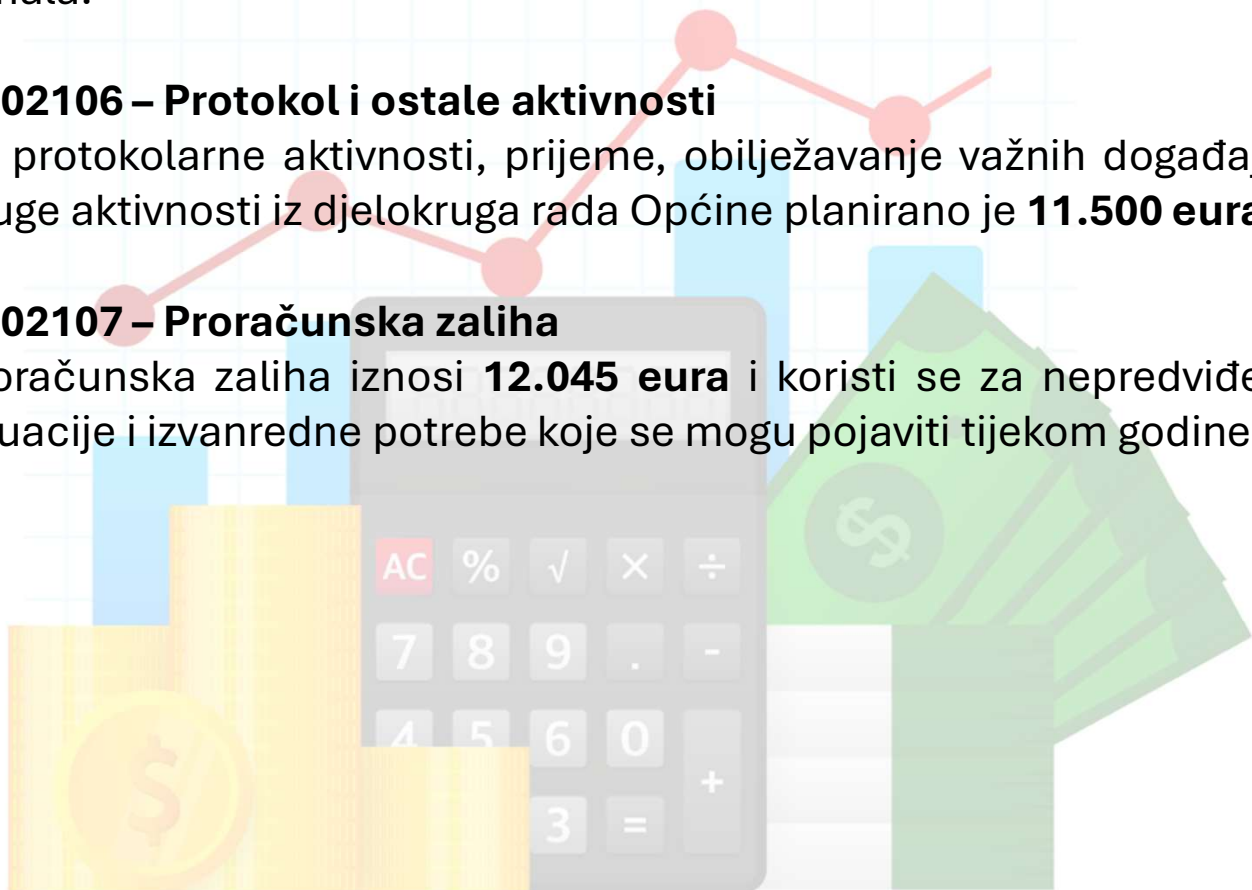 02106 – Protokol i ostale aktivnosti
protokolarne aktivnosti, prijeme, obilježavanje važnih događaj
uge aktivnosti iz djelokruga rada Općine planirano je 11.500 eura
02107 – Proračunska zaliha
oračunska zaliha iznosi 12.045 eura i koristi se za nepredviđe
uacije i izvanredne potrebe koje se mogu pojaviti tijekom godine
AC % √ × ÷
7 8 9 . -
4 5 6 0
+
3 =
$
$